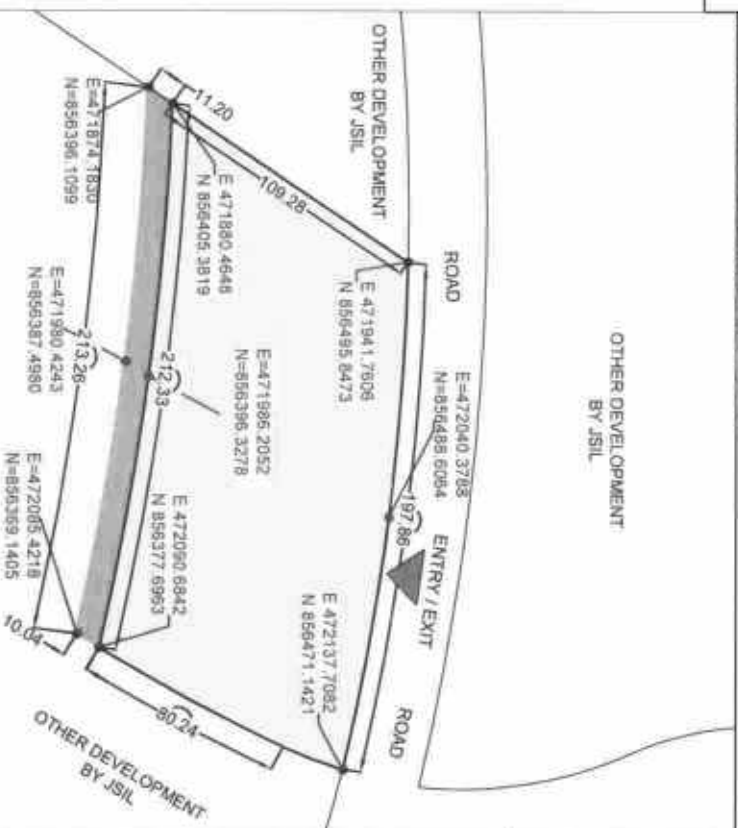 OTHER DEVELOPMENT
BY JSIL
OTHER DEVELOPMENT
BY JSIL
ROAD
E=472040.3788
N=856488.6084
197.86
ENTRY / EXIT
ROAD
E 471941.7606
N 856495.8473
E 472137.7082
N 856471.1421
11.20
109.28
E 471880.4648
N 856405.3819
E=471985.2052
N=856396.3278
E 472090.6842
N 856377.6963
212.33
E=471874.1830
N=856396.1099
E=471980.4243
N=856387.4980
213.26
E=472085.4218
N=856369.1405
10.04
80.24
OTHER DEVELOPMENT
BY JSIL